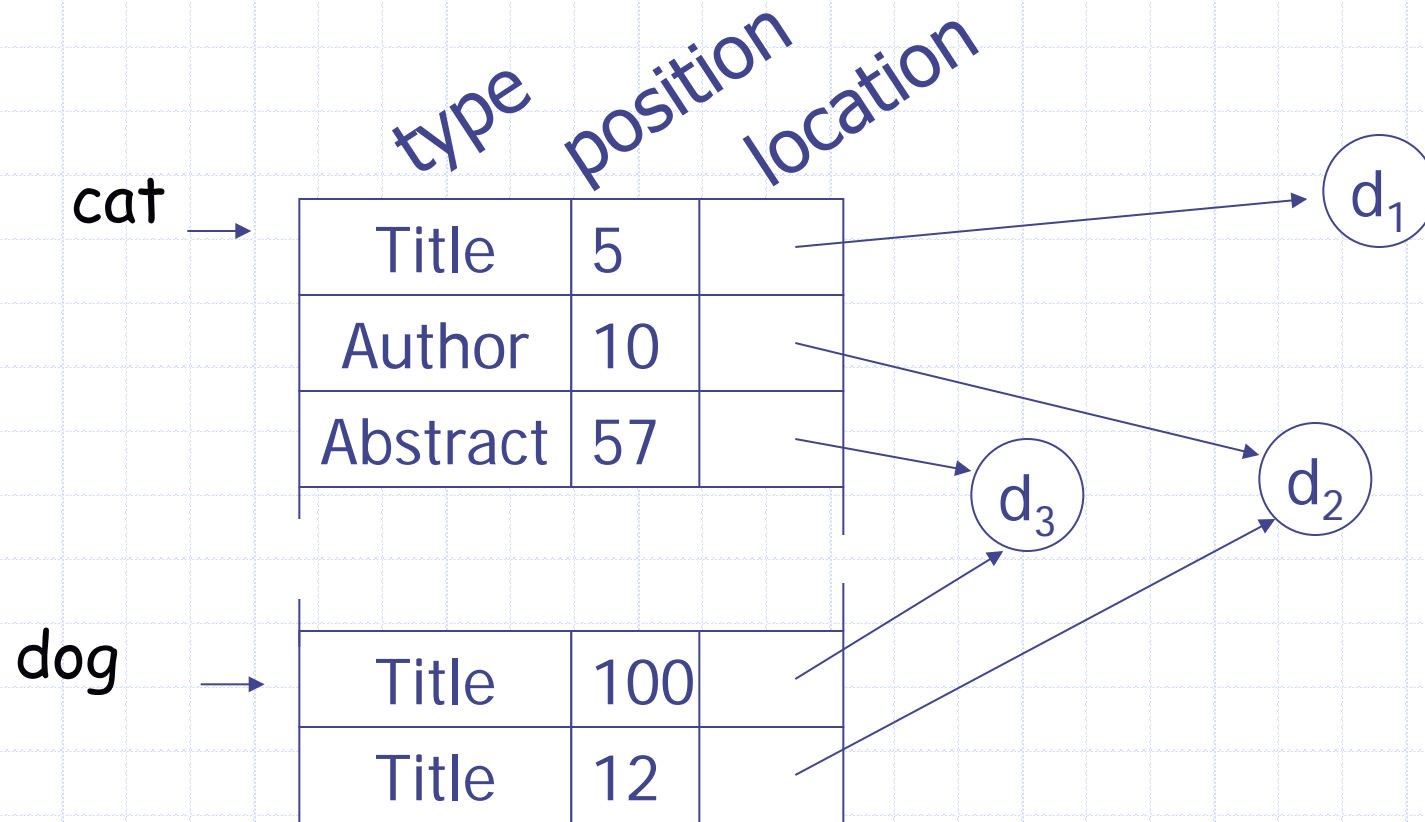 type position location
cat
Title 5
d1
Author 10
Abstract 57
d3
d2
dog
Title 100
Title 12